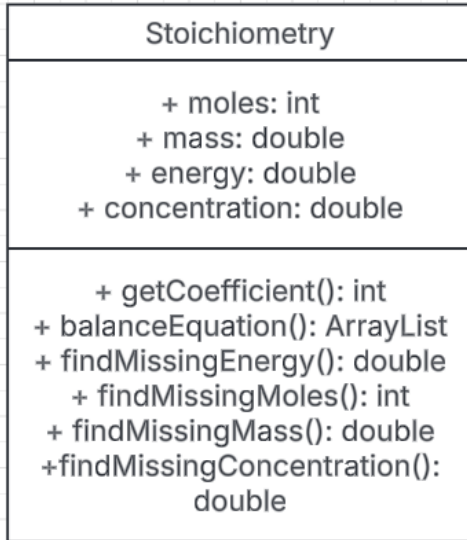 Stoichiometry
+ moles: int
+ mass: double
+ energy: double
+ concentration: double
+ getCoefficient(): int
+ balanceEquation(): ArrayList
+ findMissingEnergy(): double
+ findMissingMoles(): int
+ findMissingMass(): double
+findMissingConcentration():
double